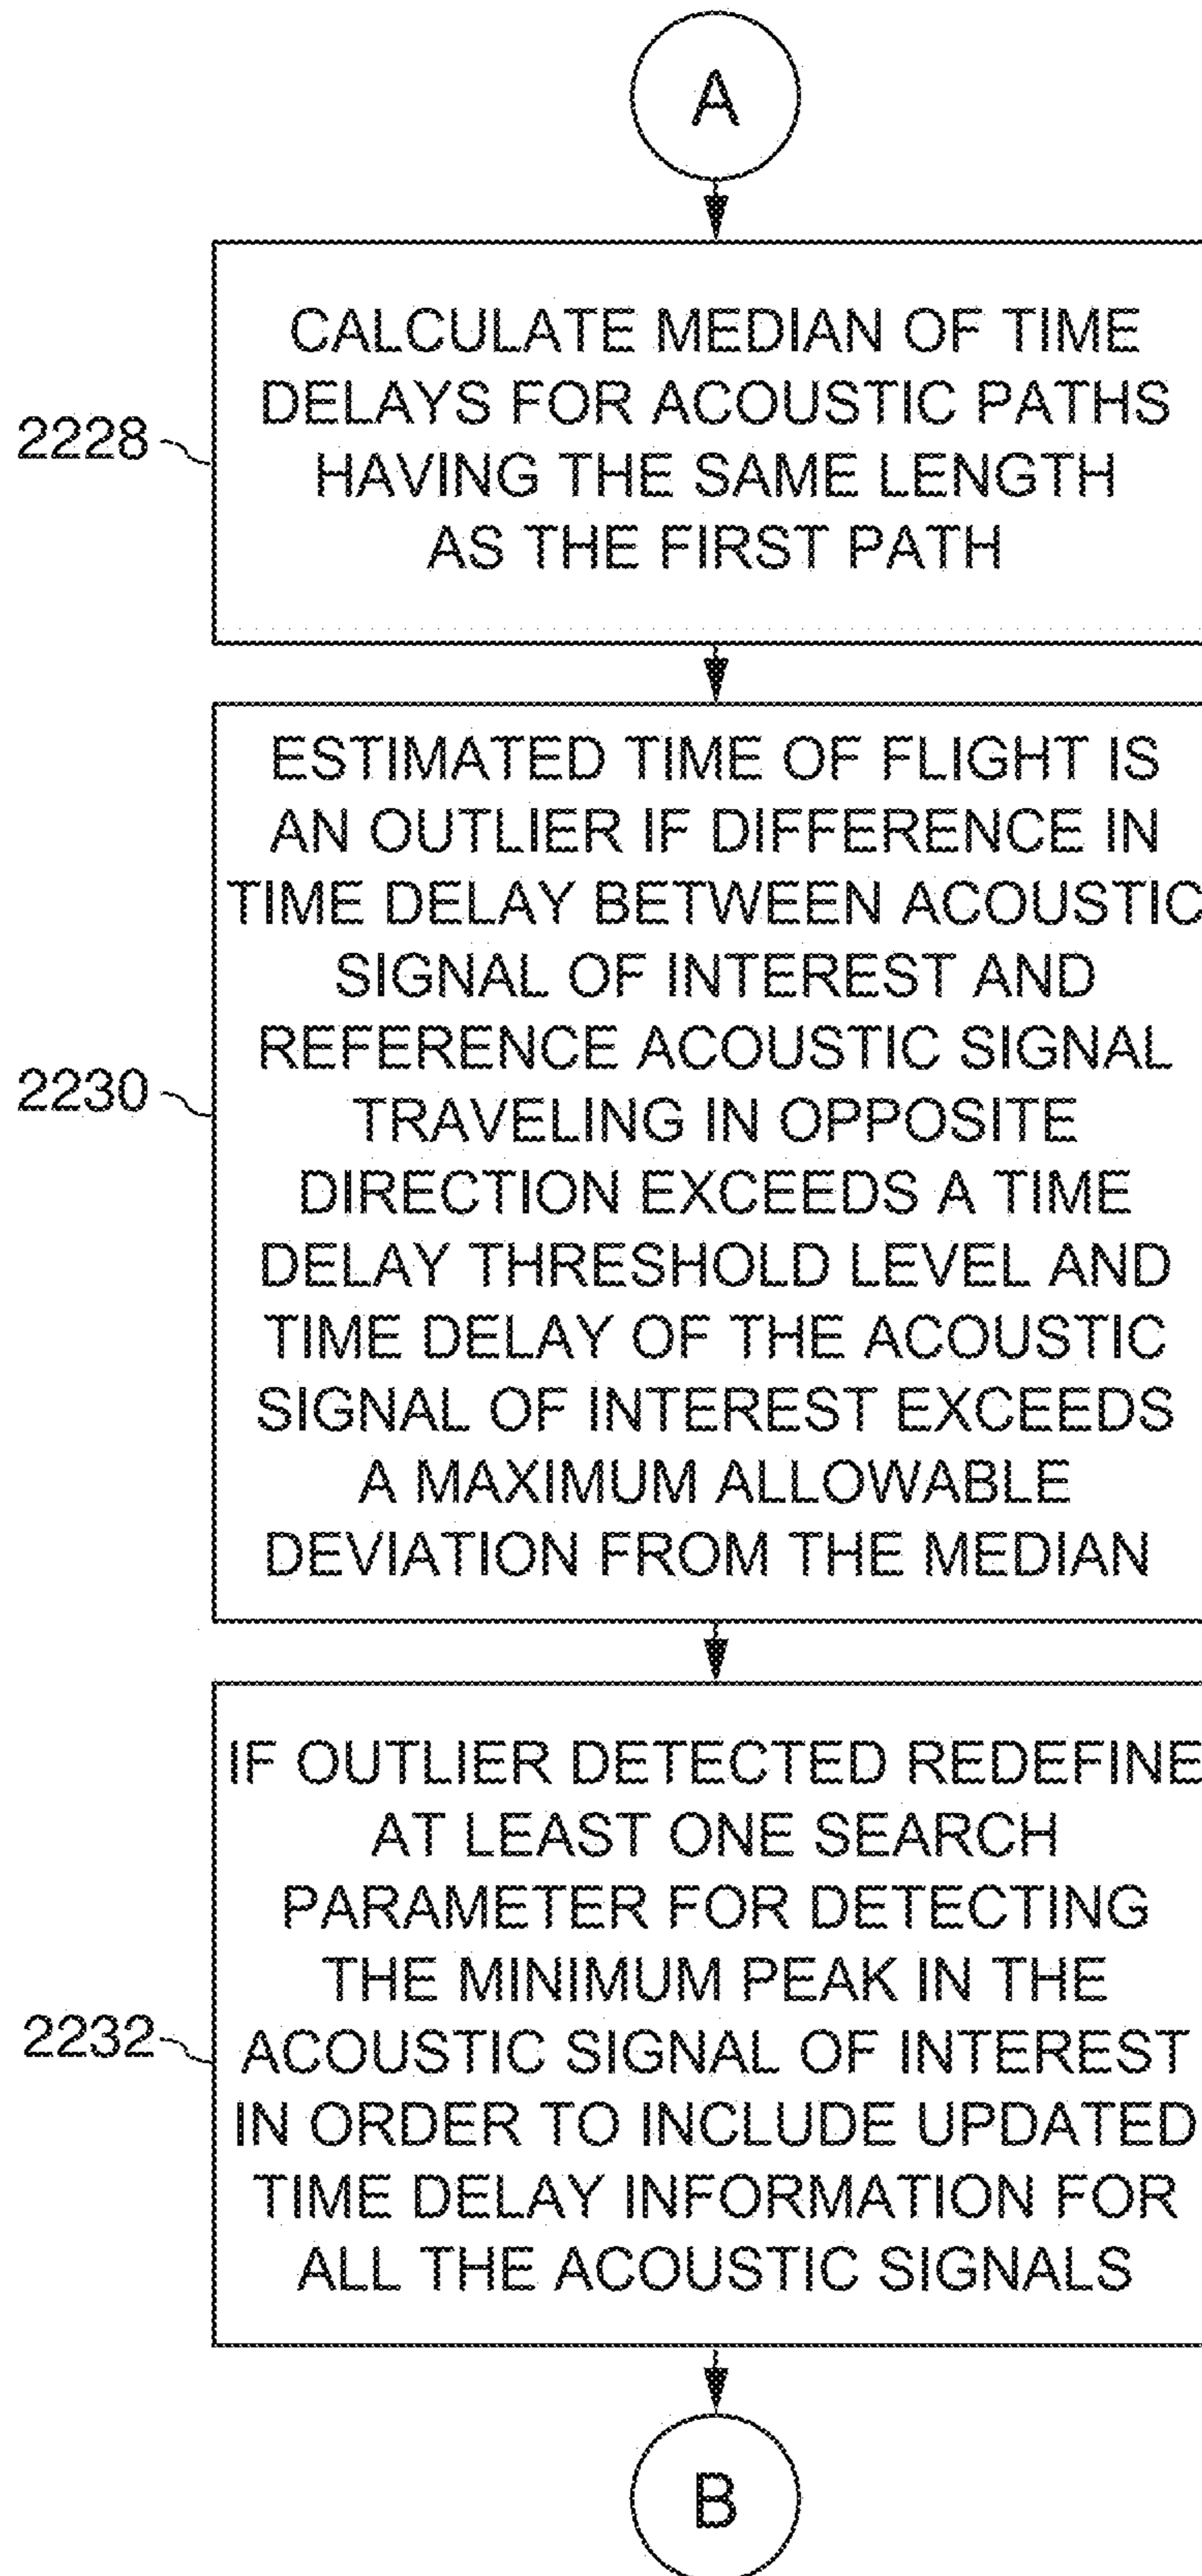 A
2228
CALCULATE MEDIAN OF TIME
DELAYS FOR ACOUSTIC PATHS
HAVING THE SAME LENGTH
AS THE FIRST PATH
2230
ESTIMATED TIME OF FLIGHT IS
AN OUTLIER IF DIFFERENCE IN
TIME DELAY BETWEEN ACOUSTIC
SIGNAL OF INTEREST AND
REFERENCE ACOUSTIC SIGNAL
TRAVELING IN OPPOSITE
DIRECTION EXCEEDS A TIME
DELAY THRESHOLD LEVEL AND
TIME DELAY OF THE ACOUSTIC
SIGNAL OF INTEREST EXCEEDS
A MAXIMUM ALLOWABLE
DEVIATION FROM THE MEDIAN
2232
IF OUTLIER DETECTED REDEFINE
AT LEAST ONE SEARCH
PARAMETER FOR DETECTING
THE MINIMUM PEAK IN THE
ACOUSTIC SIGNAL OF INTEREST
IN ORDER TO INCLUDE UPDATED
TIME DELAY INFORMATION FOR
ALL THE ACOUSTIC SIGNALS
B